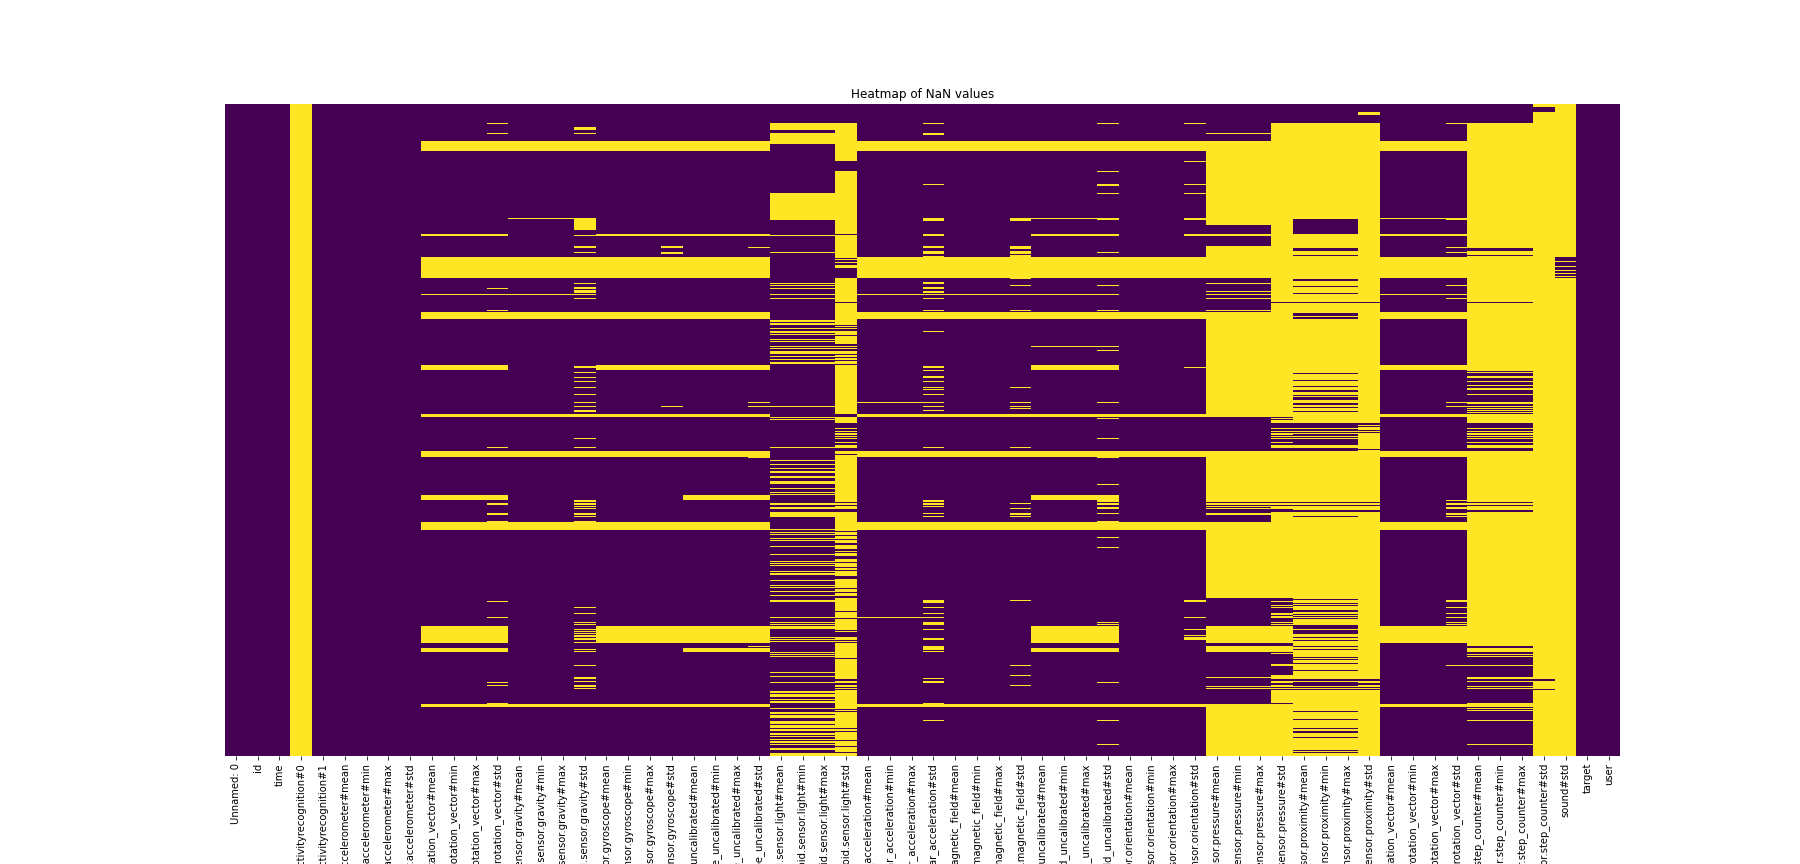 Heatmap of NaN values
Unnamed: 0
id
time
ctivityrecognition#0
ctivityrecognition#1
ccelerometer#mean
accelerometer#min
accelerometer#max
.accelerometer#std
ation_vector#mean
otation_vector#min
otation_vector#max
rotation_vector#std
ensor.gravity#mean
sensor.gravity#min
sensor.gravity#max
.sensor.gravity#std
or.gyroscope#mean
nsor.gyroscope#min
sor.gyroscope#max
nsor.gyroscope#std
uncalibrated#mean
e_uncalibrated#min
_uncalibrated#max
e_uncalibrated#std
.sensor.light#mean
id.sensor.light#min
id.sensor.light#max
oid.sensor.light#std
acceleration#mean
r_acceleration#min
r_acceleration#max
ar_acceleration#std
agnetic_field#mean
magnetic_field#min
magnetic_field#max
.magnetic_field#std
uncalibrated#mean
d_uncalibrated#min
_uncalibrated#max
d_uncalibrated#std
r.orientation#mean
sor.orientation#min
sor.orientation#max
nsor.orientation#std
sor.pressure#mean
ensor.pressure#min
ensor.pressure#max
sensor.pressure#std
sor.proximity#mean
ensor.proximity#min
nsor.proximity#max
ensor.proximity#std
ation_vector#mean
otation_vector#min
otation_vector#max
rotation_vector#std
tep_counter#mean
step_counter#min
.step_counter#max
or.step_counter#std
sound#std
target
user